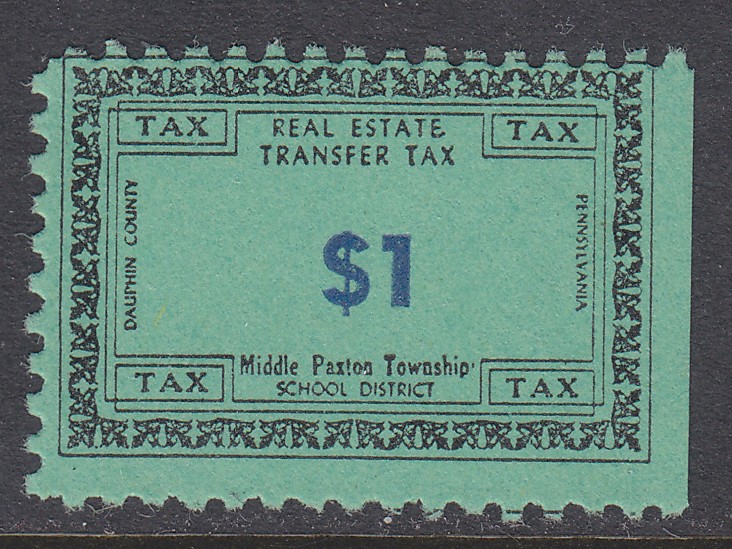 TAX
REAL ESTATE
TRANSFER TAX
TAX
DAUPHIN COUNTY
$1
PENNSYLVANIA
TAX
Middle Paxton Township
SCHOOL DISTRICT
TAX